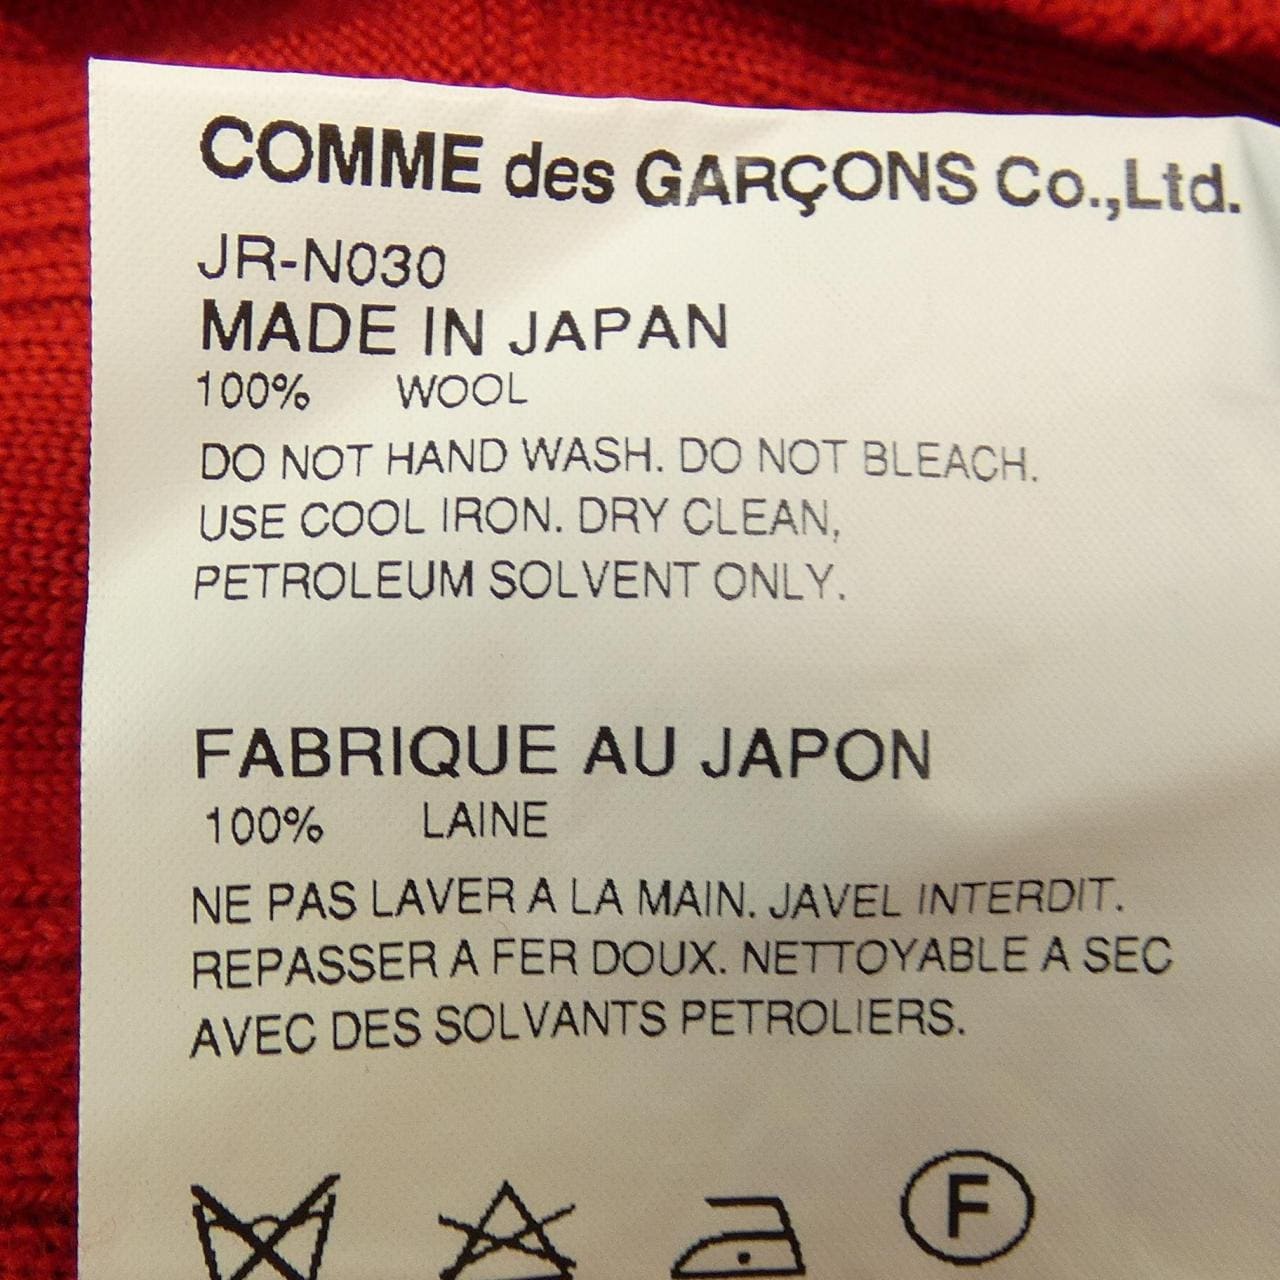 COMME des GARÇONS Co.,Ltd.
JR-N030
MADE IN JAPAN
100% WOOL
DO NOT HAND WASH. DO NOT BLEACH.
USE COOL IRON. DRY CLEAN,
PETROLEUM SOLVENT ONLY.
FABRIQUE AU JAPON
100% LAINE
NE PAS LAVER A LA MAIN. JAVEL INTERDIT.
REPASSER A FER DOUX. NETTOYABLE A SEC
AVEC DES SOLVANTS PETROLIERS.
F